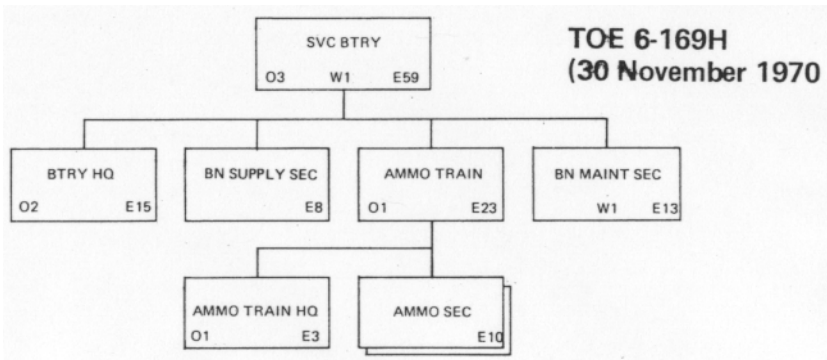 SVC BTRY
O3 W1 E59
TOE 6-169H
(30 November 1970
BTRY HQ
O2 E15
BN SUPPLY SEC
E8
AMMO TRAIN
O1 E23
BN MAINT SEC
W1 E13
AMMO TRAIN HQ
O1 E3
AMMO SEC
E10